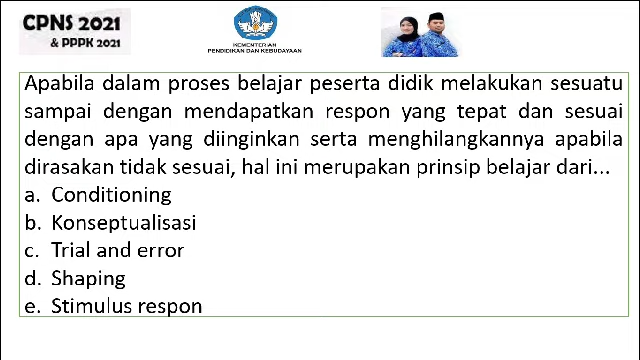 CPNS 2021
& PPPK 2021
KEMENTERIAN
PENDIDIKAN DAN KEBUDAYAAN
Apabila dalam proses belajar peserta didik melakukan sesuatu
sampai dengan mendapatkan respon yang tepat dan sesuai
dengan apa yang diinginkan serta menghilangkannya apabila
dirasakan tidak sesuai, hal ini merupakan prinsip belajar dari...
a. Conditioning
b. Konseptualisasi
c. Trial and error
d. Shaping
e. Stimulus respon